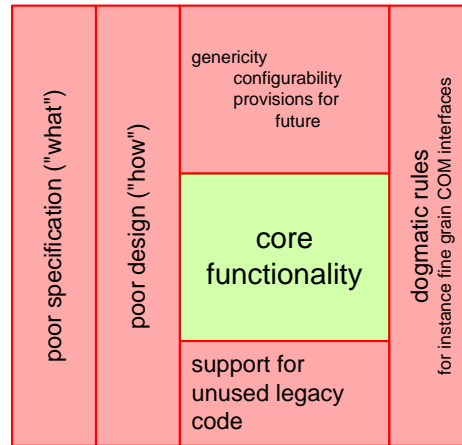 poor specification ("what")
poor design ("how")
genericity
configurability
provisions for
future
core
functionality
support for
unused legacy
code
dogmatic rules
for instance fine grain COM interfaces